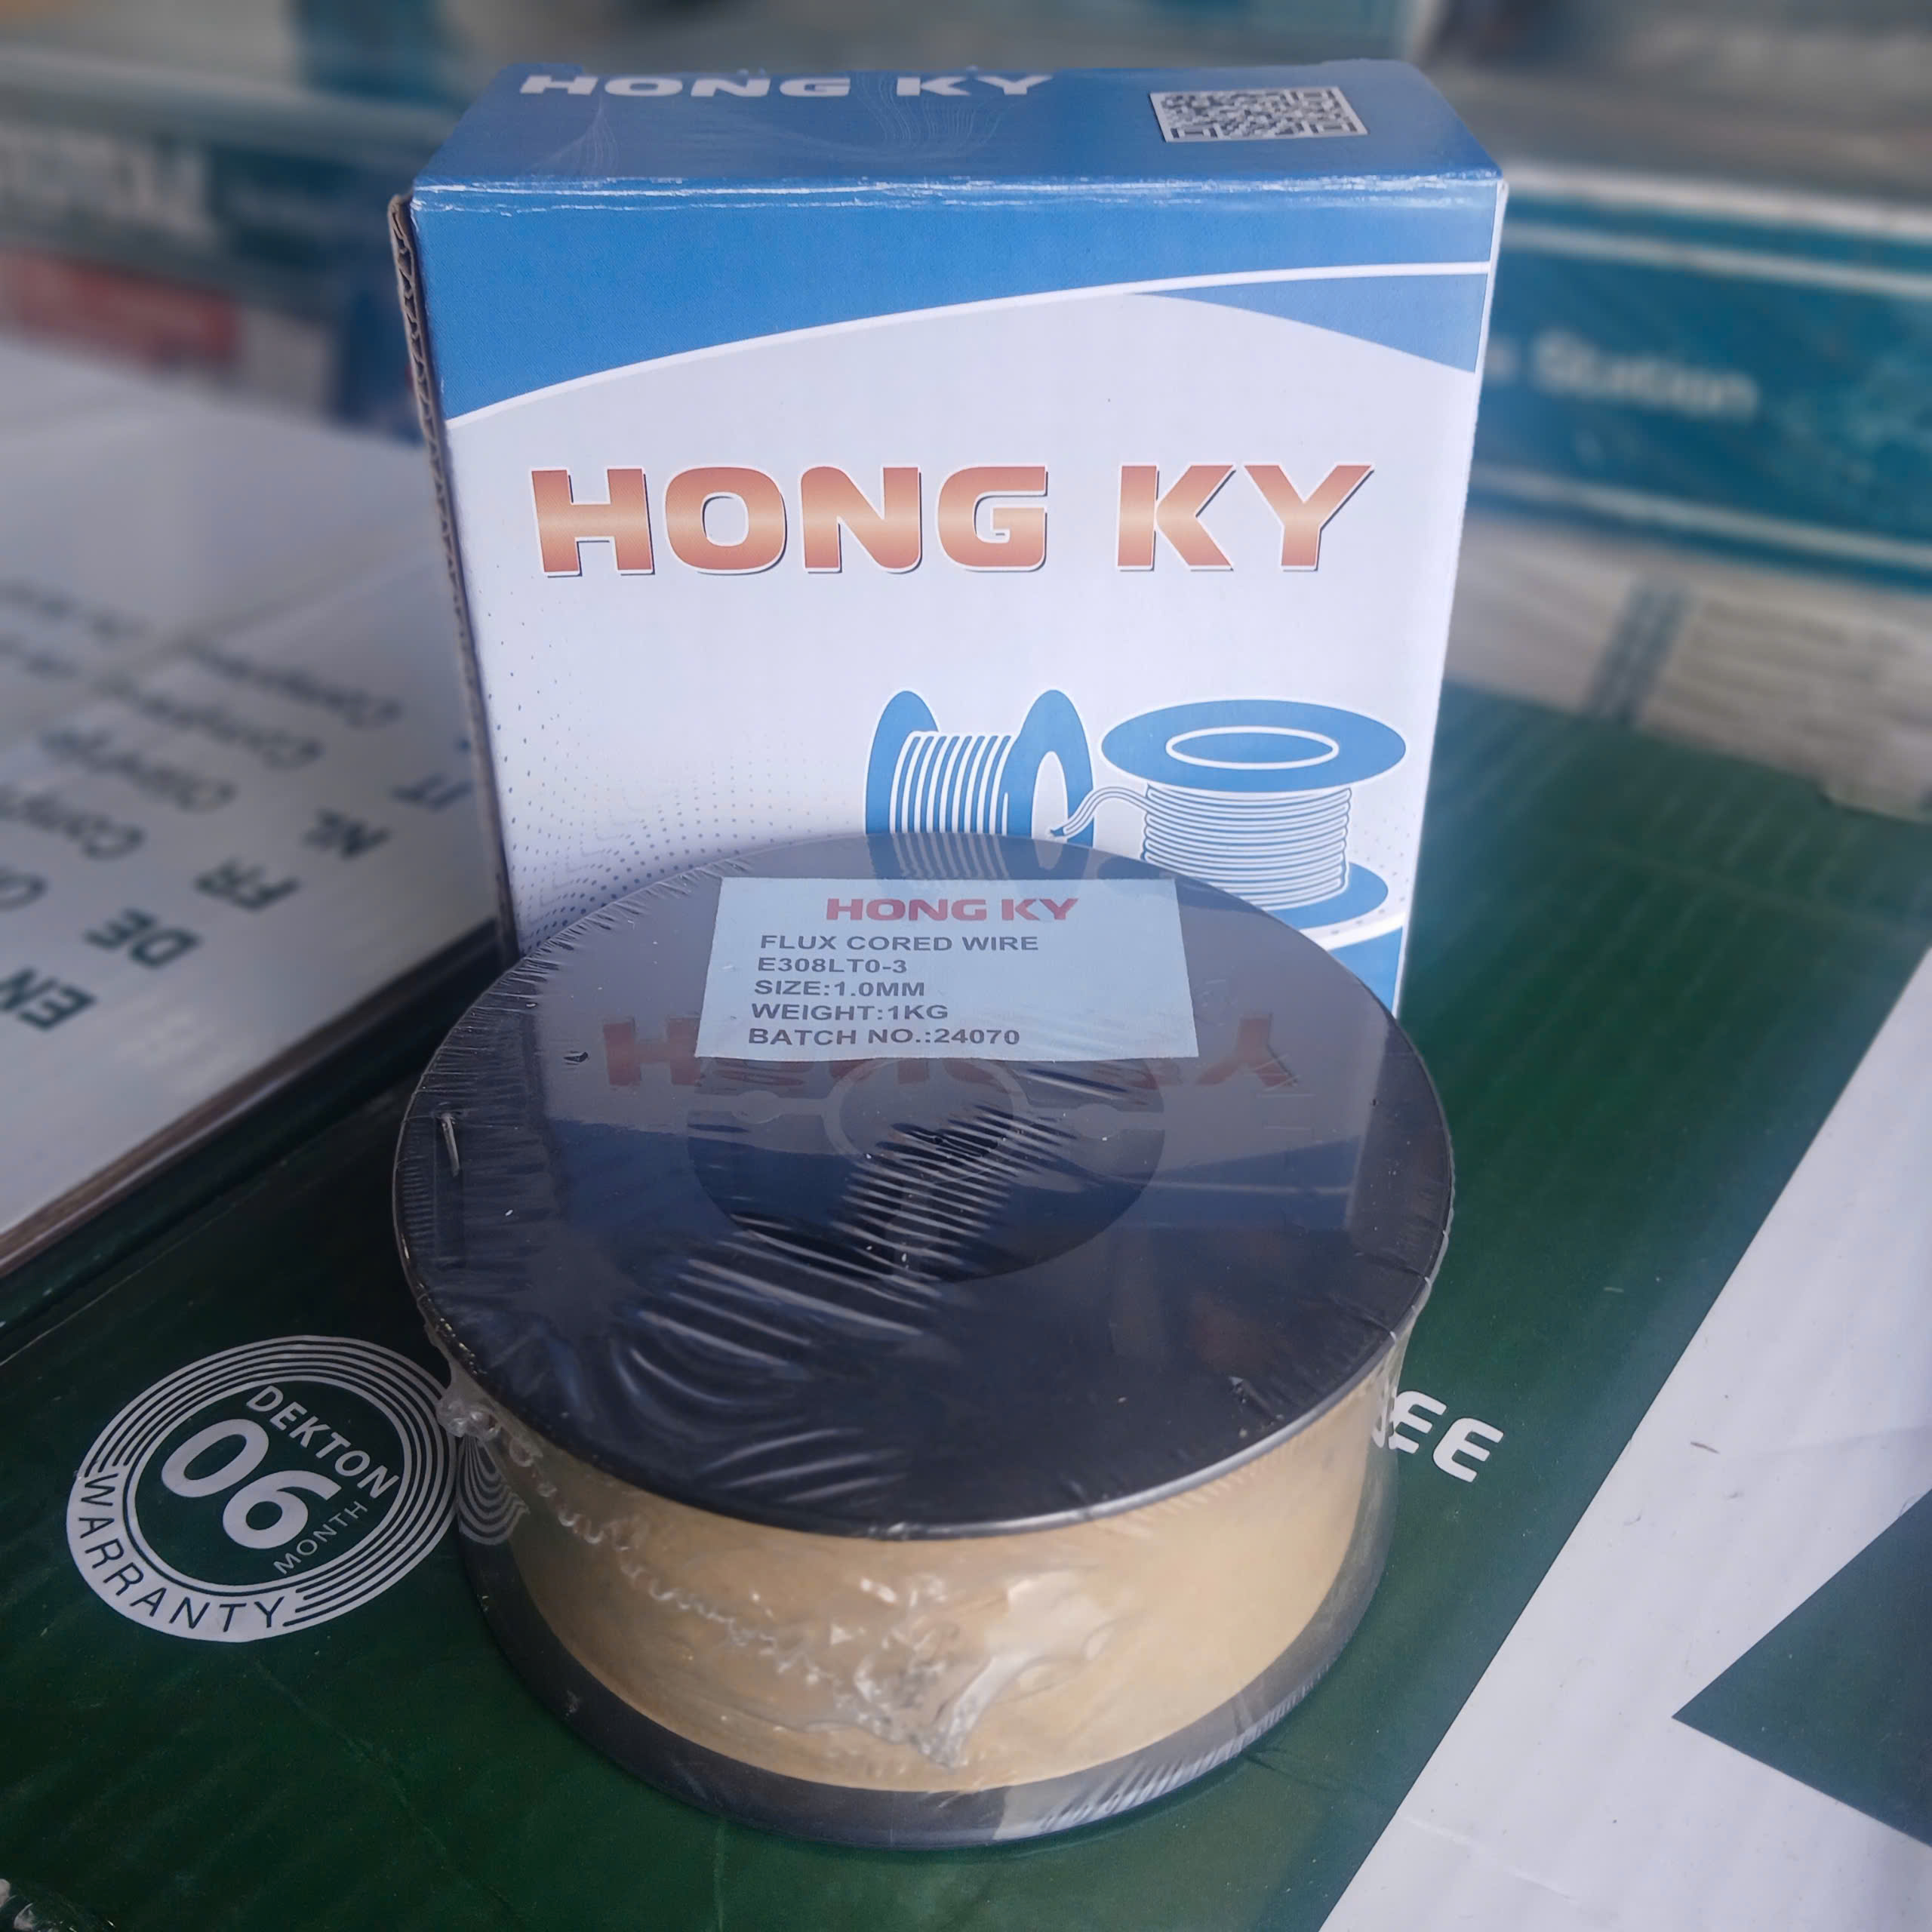 HONG KY
Station
HONG KY
HONG KY
FLUX CORED WIRE
E308LT0-3
SIZE:1.0MM
WEIGHT:1KG
BATCH NO.:24070
IT
NL
FR
DE
EN
DEKTON
06
MONTH
WARRANTY
EE